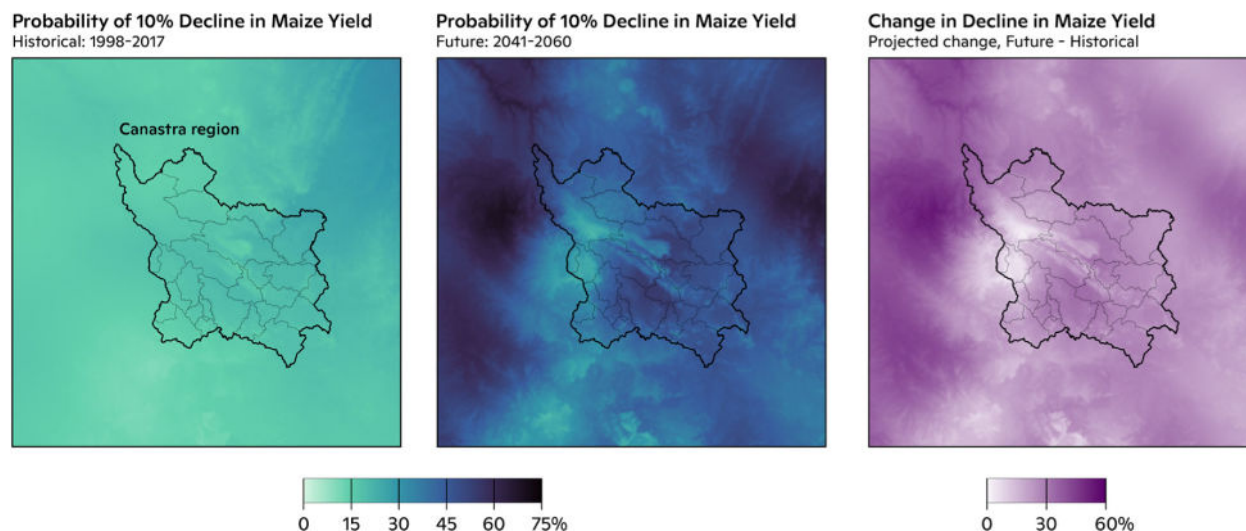 Probability of 10% Decline in Maize Yield
Historical: 1998-2017
Canastra region
Probability of 10% Decline in Maize Yield
Future: 2041-2060
Change in Decline in Maize Yield
Projected change, Future - Historical
0 15 30 45 60 75%
0 30 60%